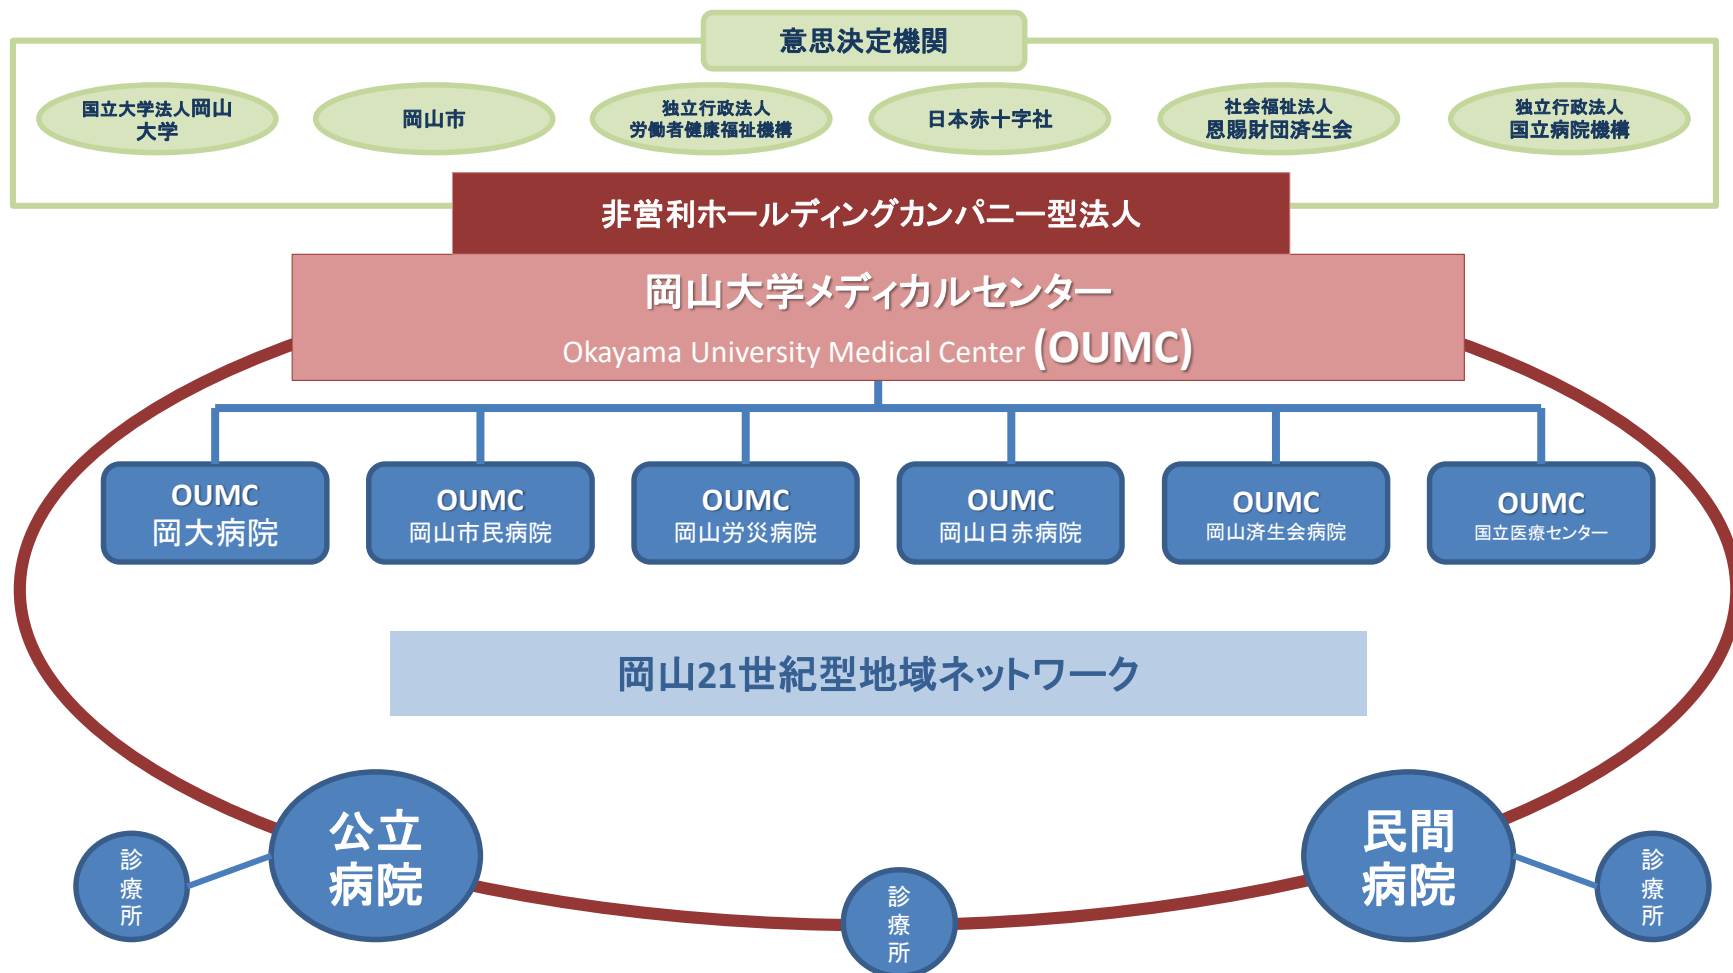 意思決定機関
国立大学法人岡山
大学
岡山市
独立行政法人
労働者健康福祉機構
日本赤十字社
社会福祉法人
恩賜財団済生会
独立行政法人
国立病院機構
非営利ホールディングカンパニー型法人
岡山大学メディカルセンター
Okayama University Medical Center (OUMC)
OUMC
岡大病院
OUMC
岡山市民病院
OUMC
岡山労災病院
OUMC
岡山日赤病院
OUMC
岡山済生会病院
OUMC
国立医療センター
岡山21世紀型地域ネットワーク
公立
病院
民間
病院
診療所
診療所
診療所